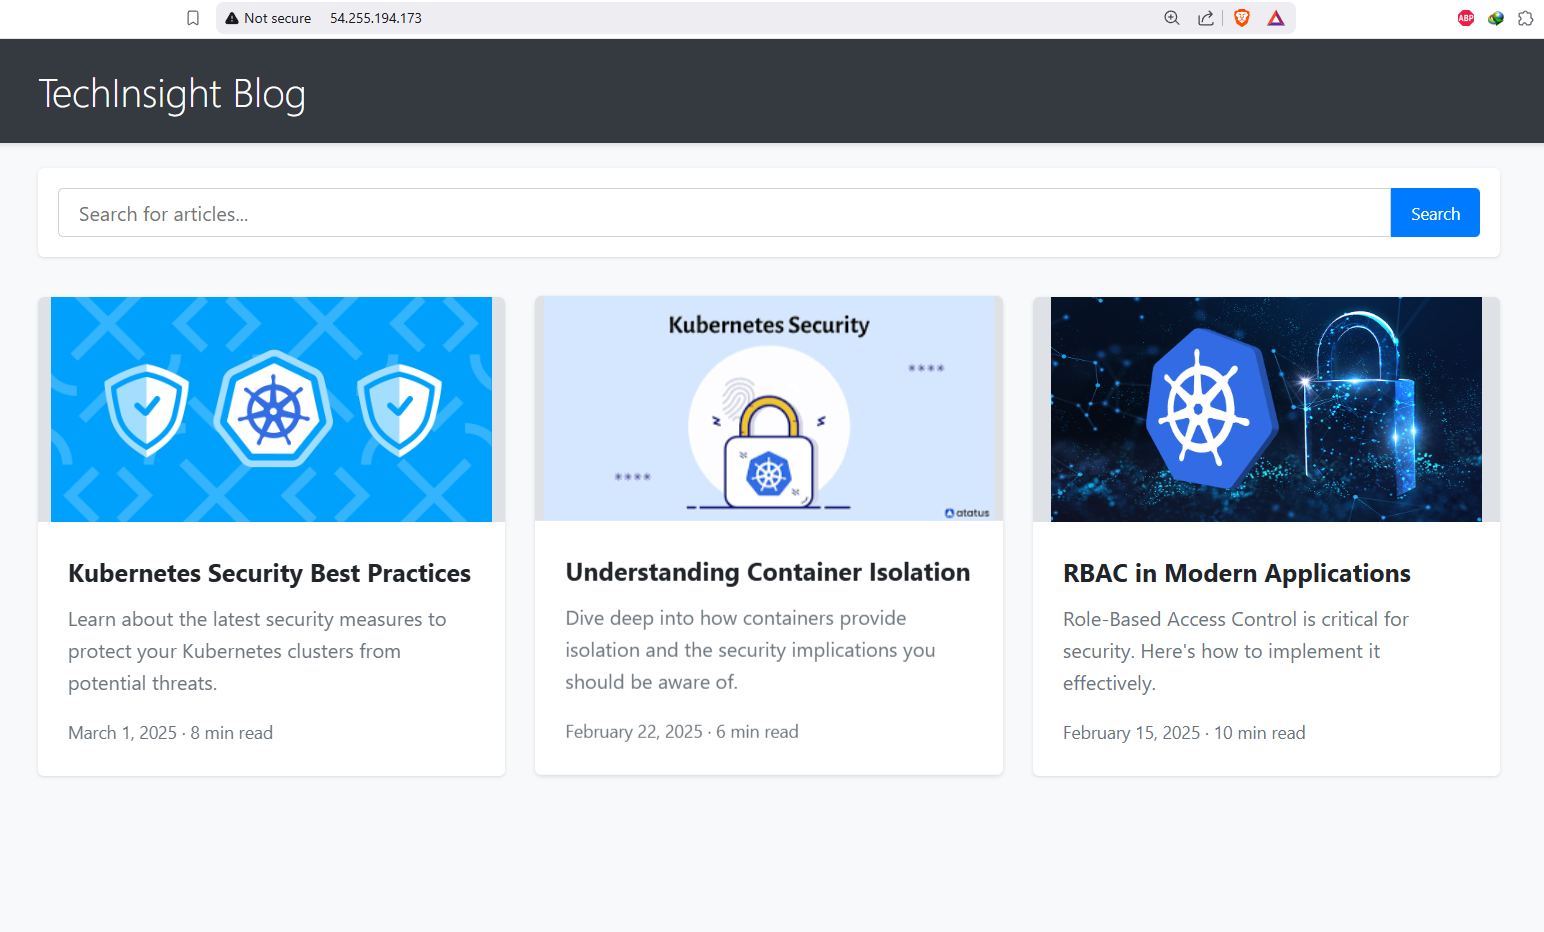 Not secure 54.255.194.173
ABP
TechInsight Blog
Search for articles...
Search
Kubernetes Security
****
****
atatus
Kubernetes Security Best Practices
Learn about the latest security measures to
protect your Kubernetes clusters from
potential threats.
March 1, 2025 · 8 min read
Understanding Container Isolation
Dive deep into how containers provide
isolation and the security implications you
should be aware of.
February 22, 2025 · 6 min read
RBAC in Modern Applications
Role-Based Access Control is critical for
security. Here's how to implement it
effectively.
February 15, 2025 · 10 min read